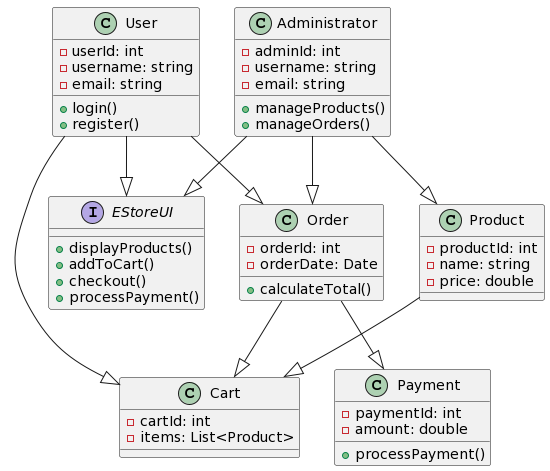 C User
userId: int
username: string
email: string
login()
register()
C Administrator
adminId: int
username: string
email: string
manageProducts()
manageOrders()
I EStoreUI
displayProducts()
addToCart()
checkout()
processPayment()
C Order
orderId: int
orderDate: Date
calculateTotal()
C Product
productId: int
name: string
price: double
C Cart
cartId: int
items: List<Product>
C Payment
paymentId: int
amount: double
processPayment()